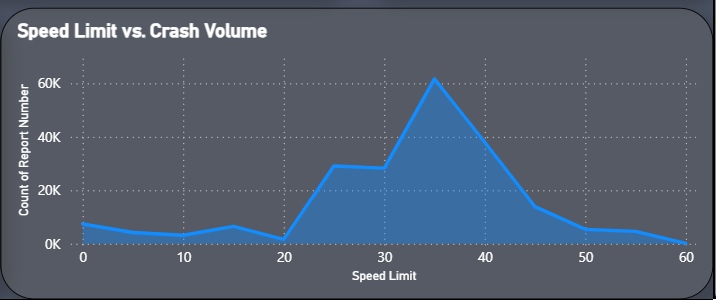 Speed Limit vs. Crash Volume
Count of Report Number
60K
40K
20K
0K
0 10 20 30 40 50 60
Speed Limit